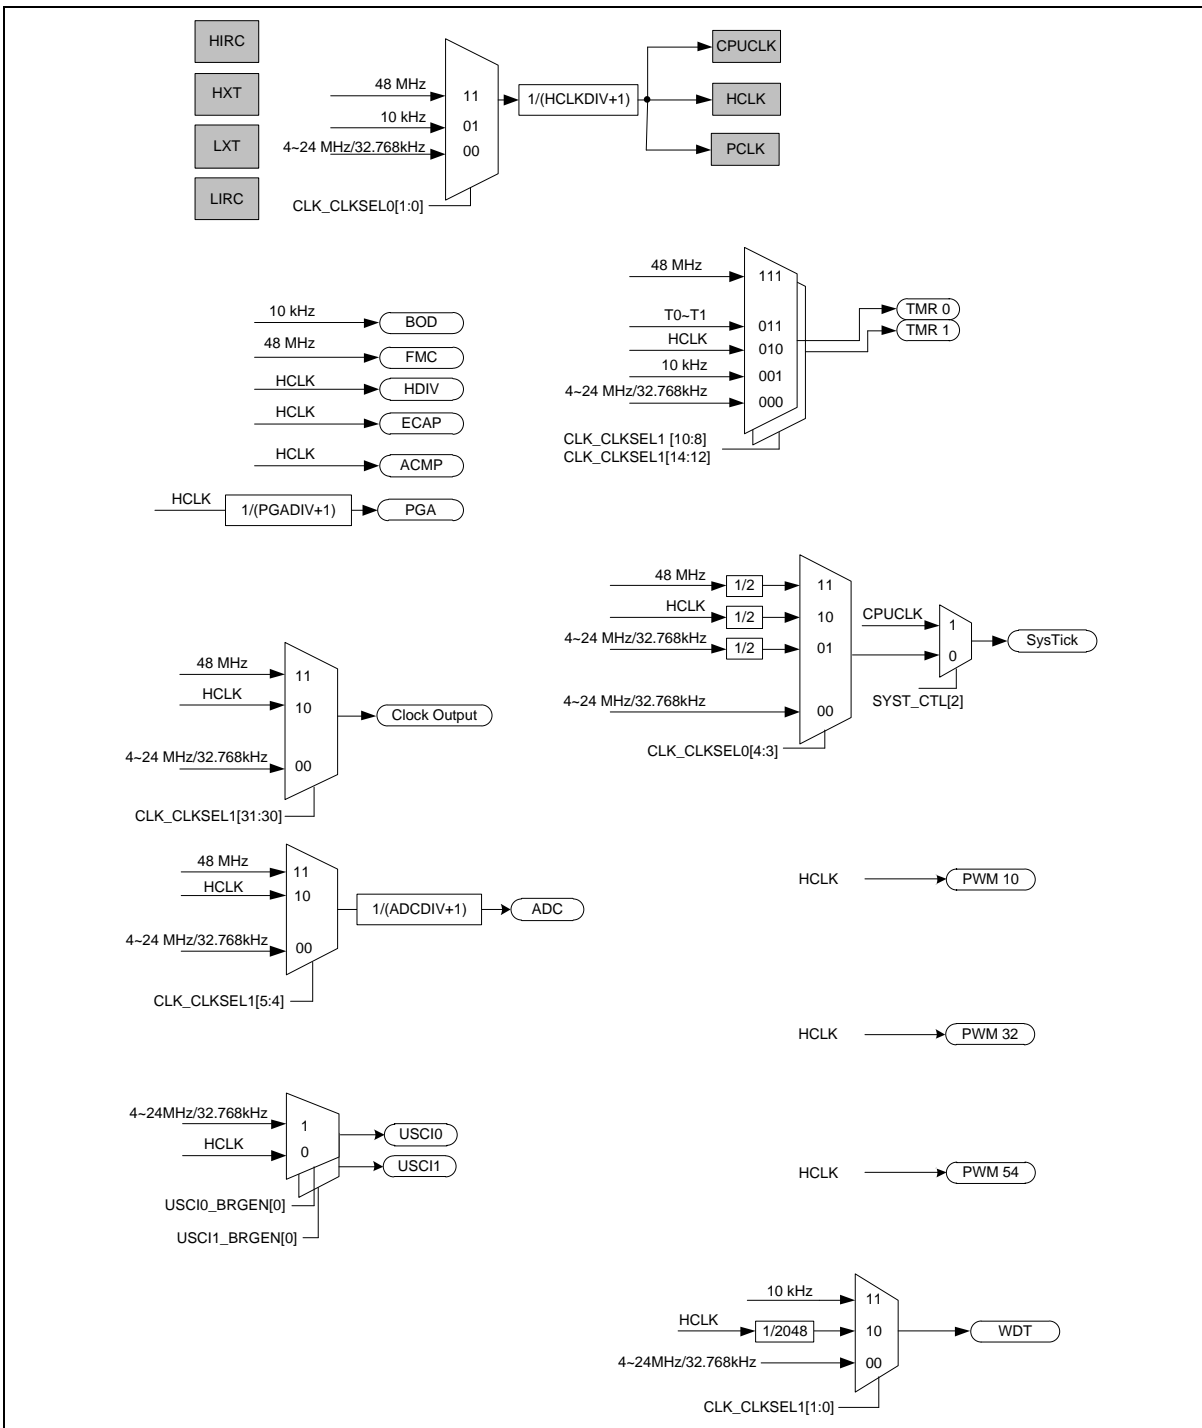 HIRC
HXT
LXT
LIRC
48 MHz
10 kHz
4~24 MHz/32.768kHz
11
01
00
CLK_CLKSEL0[1:0]
1/(HCLKDIV+1)
CPUCLK
HCLK
PCLK
48 MHz
T0~T1
HCLK
10 kHz
4~24 MHz/32.768kHz
111
011
010
001
000
CLK_CLKSEL1 [10:8]
CLK_CLKSEL1[14:12]
TMR 0
TMR 1
10 kHz
BOD
48 MHz
FMC
HCLK
HDIV
HCLK
ECAP
HCLK
ACMP
HCLK
1/(PGADIV+1)
PGA
48 MHz
1/2
11
HCLK
1/2
10
4~24 MHz/32.768kHz
1/2
01
4~24 MHz/32.768kHz
00
CLK_CLKSEL0[4:3]
CPUCLK
1
0
SYST_CTL[2]
SysTick
48 MHz
HCLK
4~24 MHz/32.768kHz
11
10
00
CLK_CLKSEL1[31:30]
Clock Output
48 MHz
HCLK
4~24 MHz/32.768kHz
11
10
00
CLK_CLKSEL1[5:4]
1/(ADCDIV+1)
ADC
HCLK
PWM 10
HCLK
PWM 32
4~24MHz/32.768kHz
HCLK
1
0
USCI0_BRGEN[0]
USCI1_BRGEN[0]
USCI0
USCI1
HCLK
PWM 54
10 kHz
11
HCLK
1/2048
10
4~24MHz/32.768kHz
00
CLK_CLKSEL1[1:0]
WDT